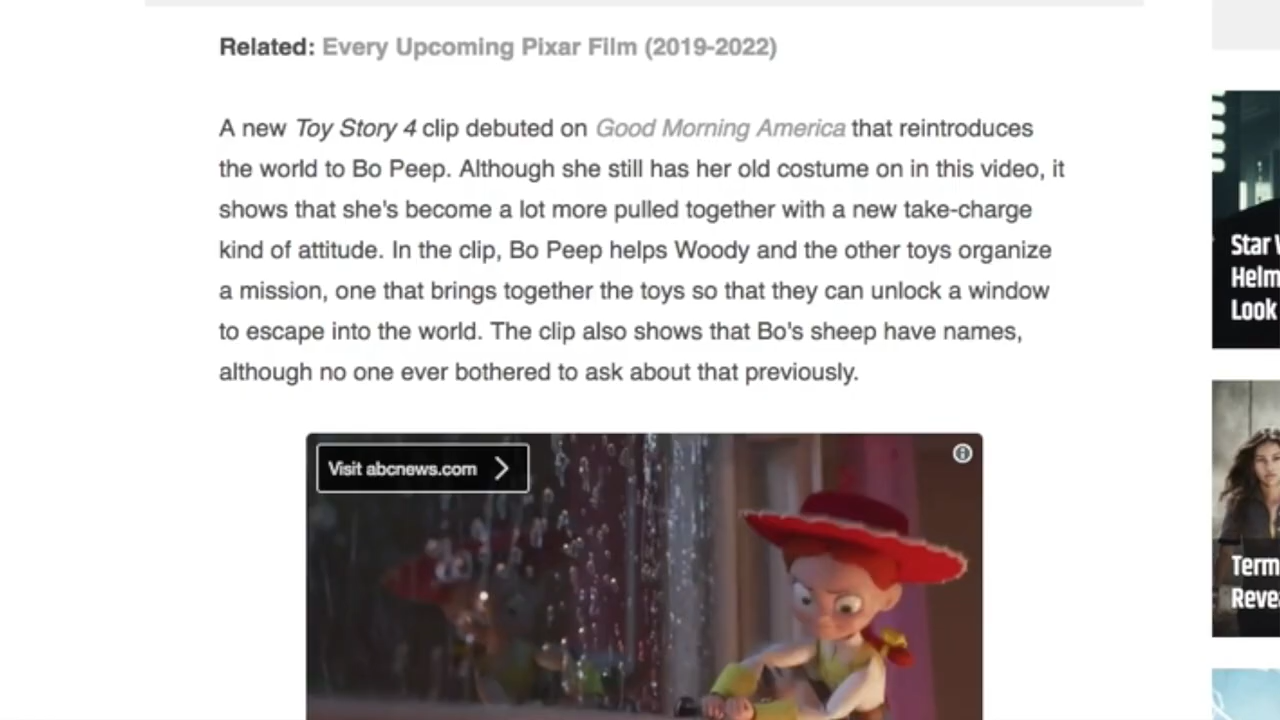 Related: Every Upcoming Pixar Film (2019-2022)
A new Toy Story 4 clip debuted on Good Morning America that reintroduces
the world to Bo Peep. Although she still has her old costume on in this video, it
shows that she's become a lot more pulled together with a new take-charge
kind of attitude. In the clip, Bo Peep helps Woody and the other toys organize
a mission, one that brings together the toys so that they can unlock a window
to escape into the world. The clip also shows that Bo's sheep have names,
although no one ever bothered to ask about that previously.
Visit abcnews.com
Star
Helm
Look
Term
Reve